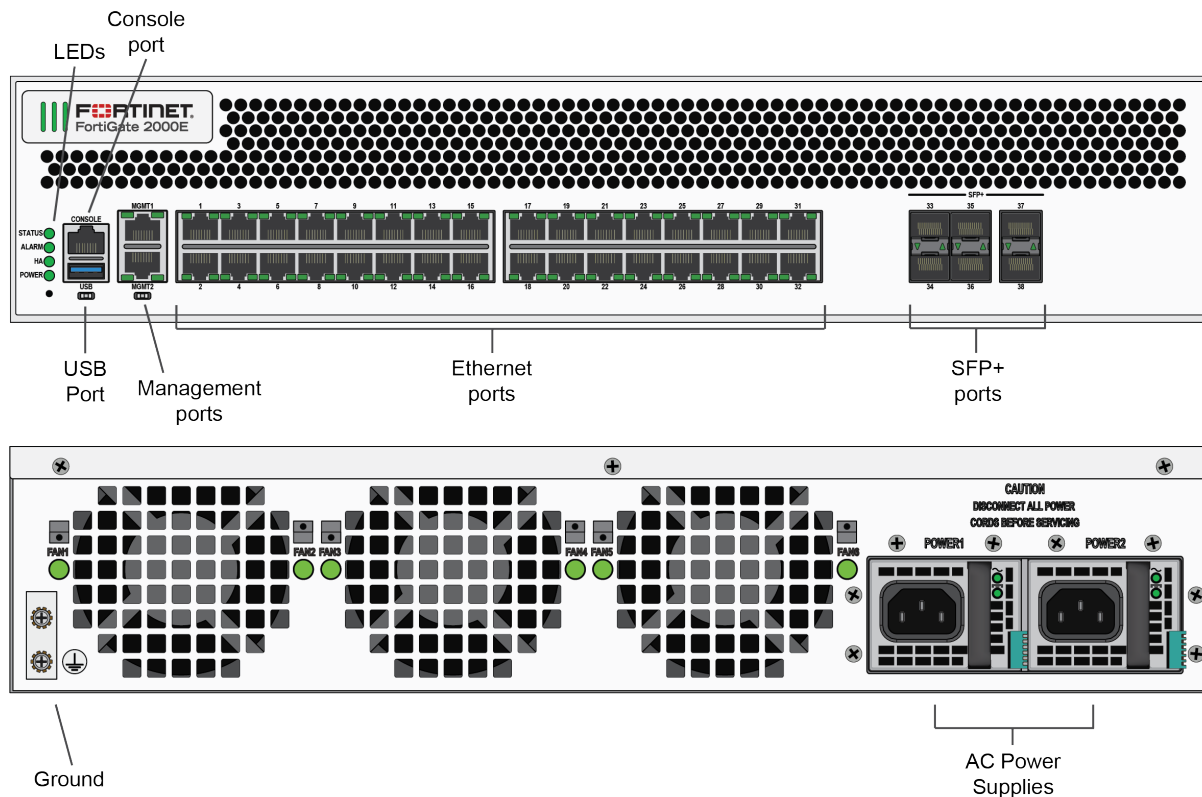 Console
port
LEDs
FORTINET.
FortiGate 2000E
SFP+
MGMT1 1 3 5 7 9 11 13 15 17 19 21 23 25 27 29 31 33 35 37
CONSOLE
STATUS
ALARM
HA
POWER
USB MGMT2 2 4 6 8 10 12 14 16 18 20 22 24 26 28 30 32 34 36 38
USB
Port
Management
ports
Ethernet
ports
SFP+
ports
CAUTION
DISCONNECT ALL POWER
CORDS BEFORE SERVICING
POWER1 POWER2
FAN1 FAN2 FAN3 FAN4 FAN5 FAN6
Ground
AC Power
Supplies